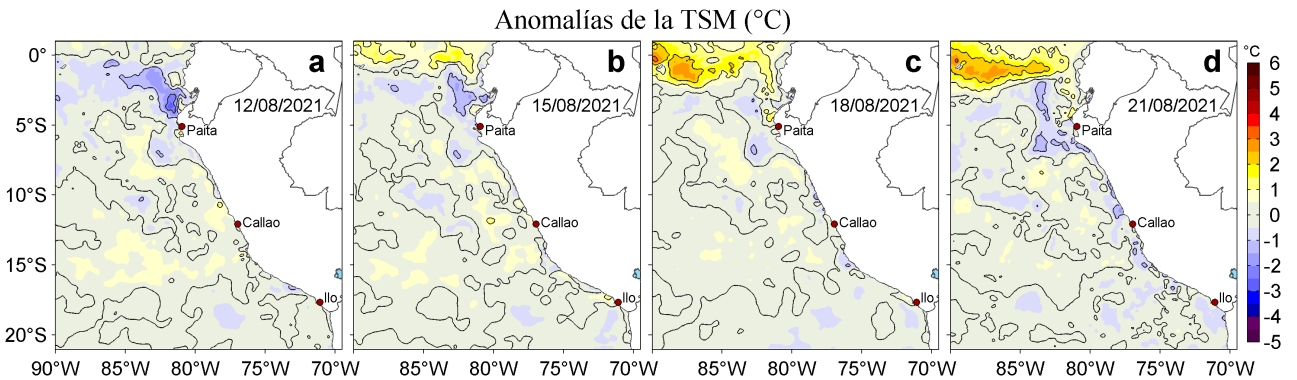 Anomalías de la TSM (°C)
0°
5°S
10°S
15°S
20°S
a
12/08/2021
Paita
Callao
Ilo
b
15/08/2021
Paita
Callao
Ilo
c
18/08/2021
Paita
Callao
Ilo
d
21/08/2021
Paita
Callao
Ilo
°C
6
5
4
3
2
1
0
-1
-2
-3
-4
-5
90°W 85°W 80°W 75°W 70°W
85°W 80°W 75°W 70°W
85°W 80°W 75°W 70°W
85°W 80°W 75°W 70°W